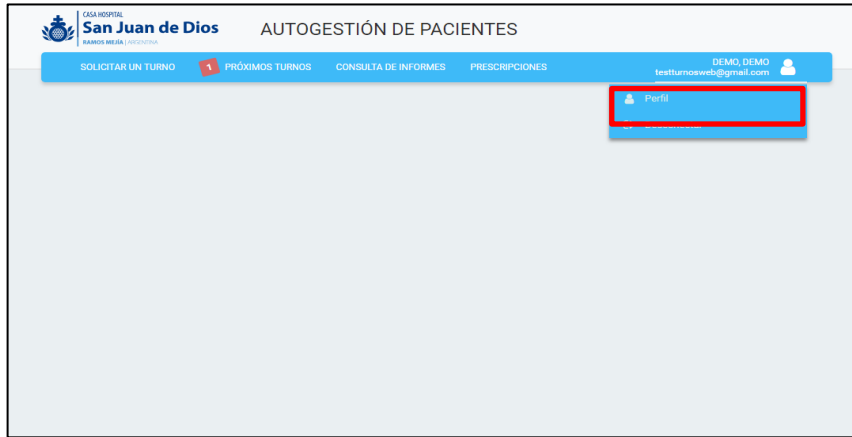 CASA HOSPITAL
San Juan de Dios
RAMOS MEJÍA | ARGENTINA
AUTOGESTIÓN DE PACIENTES
SOLICITAR UN TURNO
1 PRÓXIMOS TURNOS
CONSULTA DE INFORMES
PRESCRIPCIONES
DEMO, DEMO
testturnosweb@gmail.com
Perfil